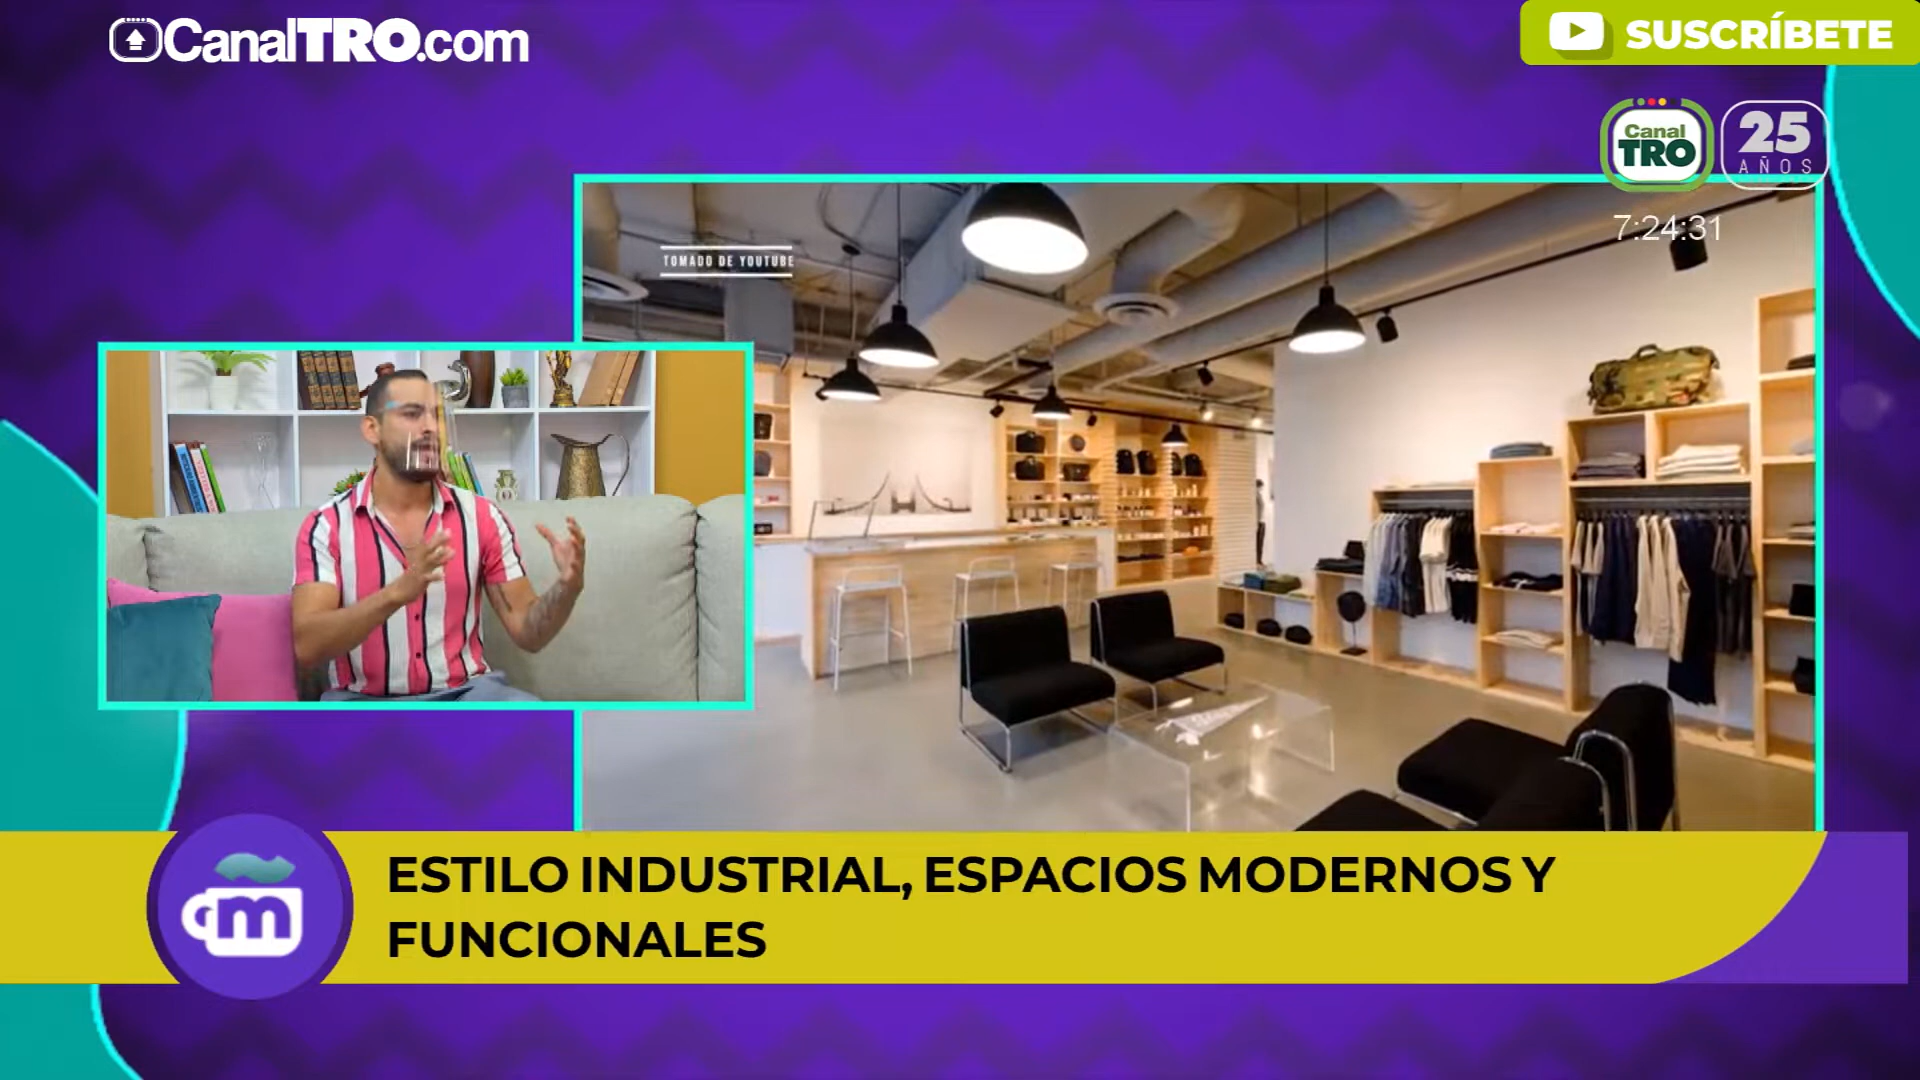 CanalTRO.com
SUSCRÍBETE
Canal
TRO
25
AÑOS
7:24:31
TOMADO DE YOUTUBE
m
ESTILO INDUSTRIAL, ESPACIOS MODERNOS Y
FUNCIONALES